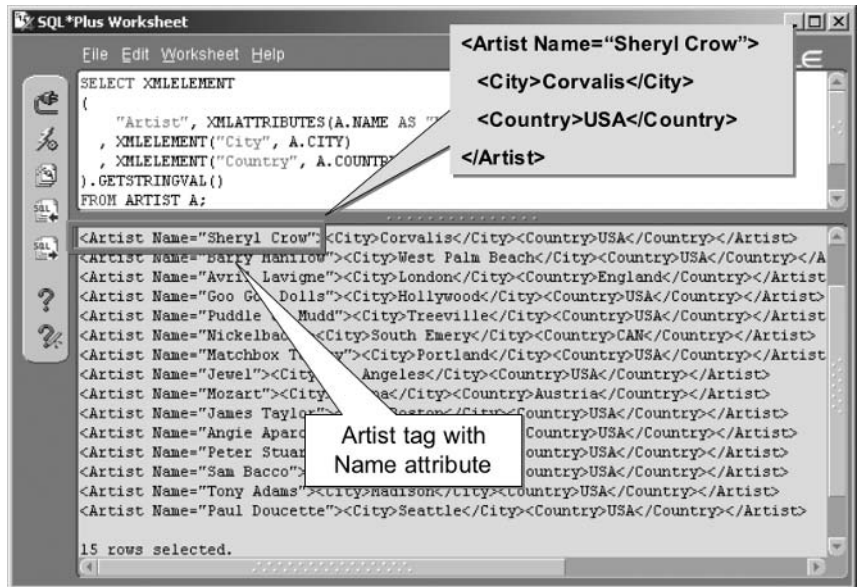 SQL*Plus Worksheet
File Edit Worksheet Help
<Artist Name=“Sheryl Crow”>
<City>Corvalis</City>
<Country>USA</Country>
</Artist>
SELECT XMLELEMENT
(
"Artist", XMLATTRIBUTES(A.NAME AS
, XMLELEMENT("City", A.CITY)
, XMLELEMENT("Country", A.COUNTR
).GETSTRINGVAL()
FROM ARTIST A;
<Artist Name="Sheryl Crow"><City>Corvalis</City><Country>USA</Country></Artist>
<Artist Name="Barry Manilow"><City>West Palm Beach</City><Country>USA</Country></A
<Artist Name="Avril Lavigne"><City>London</City><Country>England</Country></Artist
<Artist Name="Goo Goo Dolls"><City>Hollywood</City><Country>USA</Country></Artist>
<Artist Name="Puddle Mudd"><City>Treeville</City><Country>USA</Country></Artist
<Artist Name="Nickelba <City>South Emery</City><Country>CAN</Country></Artist>
<Artist Name="Matchbox T y"><City>Portland</City><Country>USA</Country></Artist
<Artist Name="Jewel"><City Angeles</City><Country>USA</Country></Artist>
<Artist Name="Mozart"><City a</City><Country>Austria</Country></Artist>
<Artist Name="James Taylor" Boston</City><Country>USA</Country></Artist>
<Artist Name="Angie Aparo Country>USA</Country></Artist>
<Artist Name="Peter Stuar ountry>USA</Country></Artist>
<Artist Name="Sam Bacco"> ountry>USA</Country></Artist>
<Artist Name="Tony Adams"><City>Madison</City><Country>USA</Country></Artist>
<Artist Name="Paul Doucette"><City>Seattle</City><Country>USA</Country></Artist>
Artist tag with
Name attribute
15 rows selected.